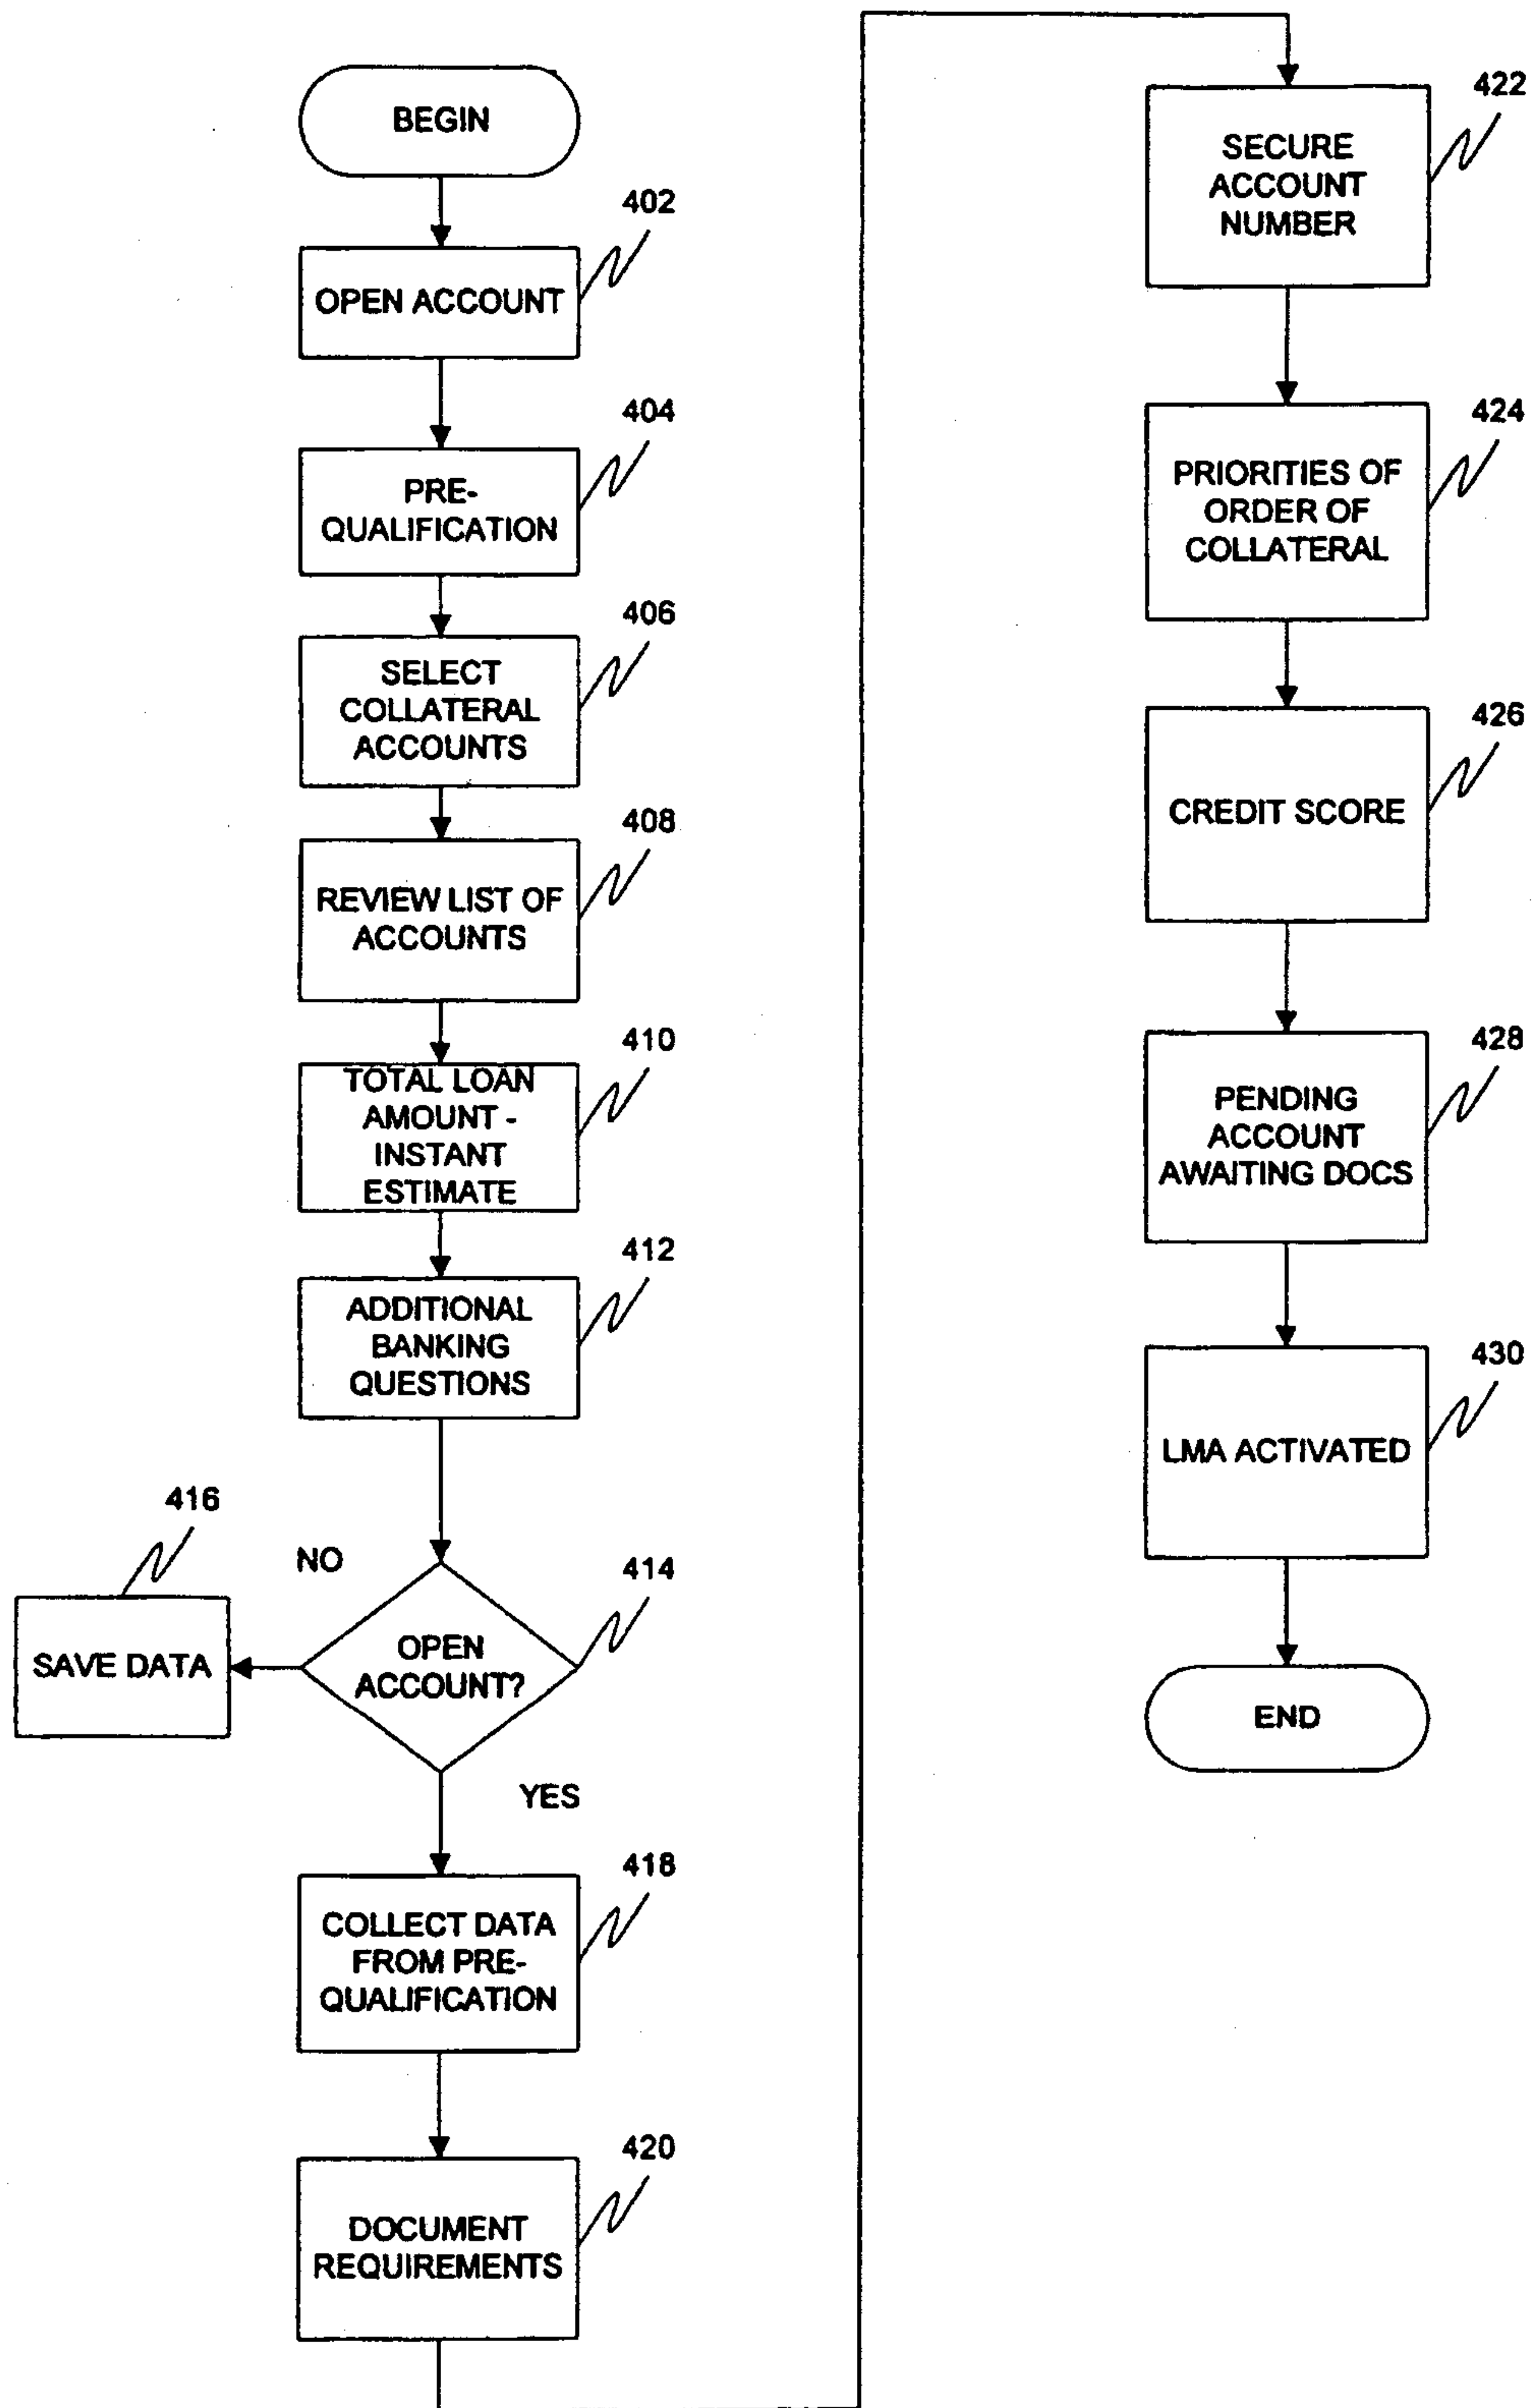 BEGIN
402
OPEN ACCOUNT
404
PRE-
QUALIFICATION
406
SELECT
COLLATERAL
ACCOUNTS
408
REVIEW LIST OF
ACCOUNTS
410
TOTAL LOAN
AMOUNT -
INSTANT
ESTIMATE
412
ADDITIONAL
BANKING
QUESTIONS
416
NO
414
SAVE DATA
OPEN
ACCOUNT?
YES
418
COLLECT DATA
FROM PRE-
QUALIFICATION
420
DOCUMENT
REQUIREMENTS
422
SECURE
ACCOUNT
NUMBER
424
PRIORITIES OF
ORDER OF
COLLATERAL
426
CREDIT SCORE
428
PENDING
ACCOUNT
AWAITING DOCS
430
LMA ACTIVATED
END